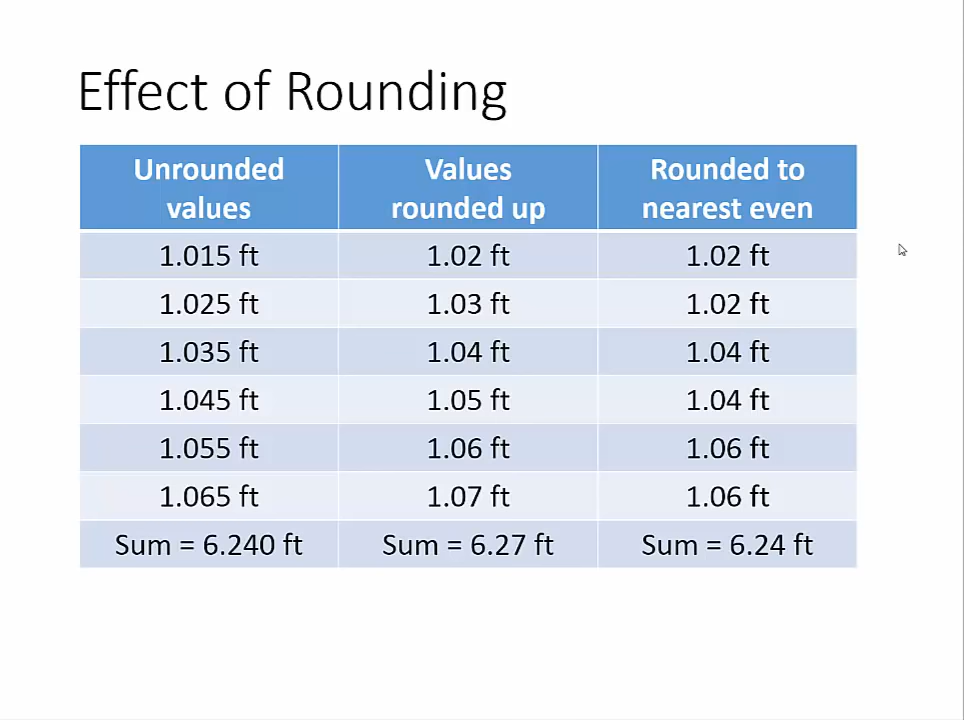 Effect of Rounding
Unrounded values Values rounded up Rounded to nearest even
1.015 ft 1.02 ft 1.02 ft
1.025 ft 1.03 ft 1.02 ft
1.035 ft 1.04 ft 1.04 ft
1.045 ft 1.05 ft 1.04 ft
1.055 ft 1.06 ft 1.06 ft
1.065 ft 1.07 ft 1.06 ft
Sum = 6.240 ft Sum = 6.27 ft Sum = 6.24 ft